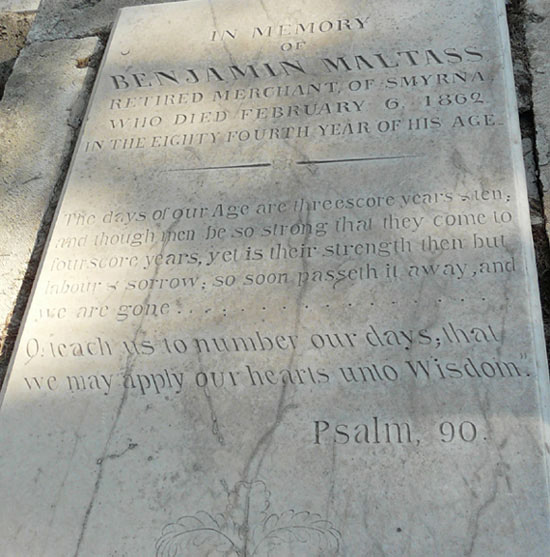 IN MEMORY
OF
BENJAMIN MALTASS
RETIRED MERCHANT, OF SMYRNA
WHO DIED FEBRUARY 6, 1862
IN THE EIGHTY FOURTH YEAR OF HIS AGE.
The days of our Age are threescore years & ten;
and though men be so strong that they come to
fourscore years, yet is their strength then but
labour & sorrow; so soon passeth it away, and
we are gone . . . . . . . . . . . . . . . . . .
O, teach us to number our days; that
we may apply our hearts unto Wisdom".
Psalm, 90.